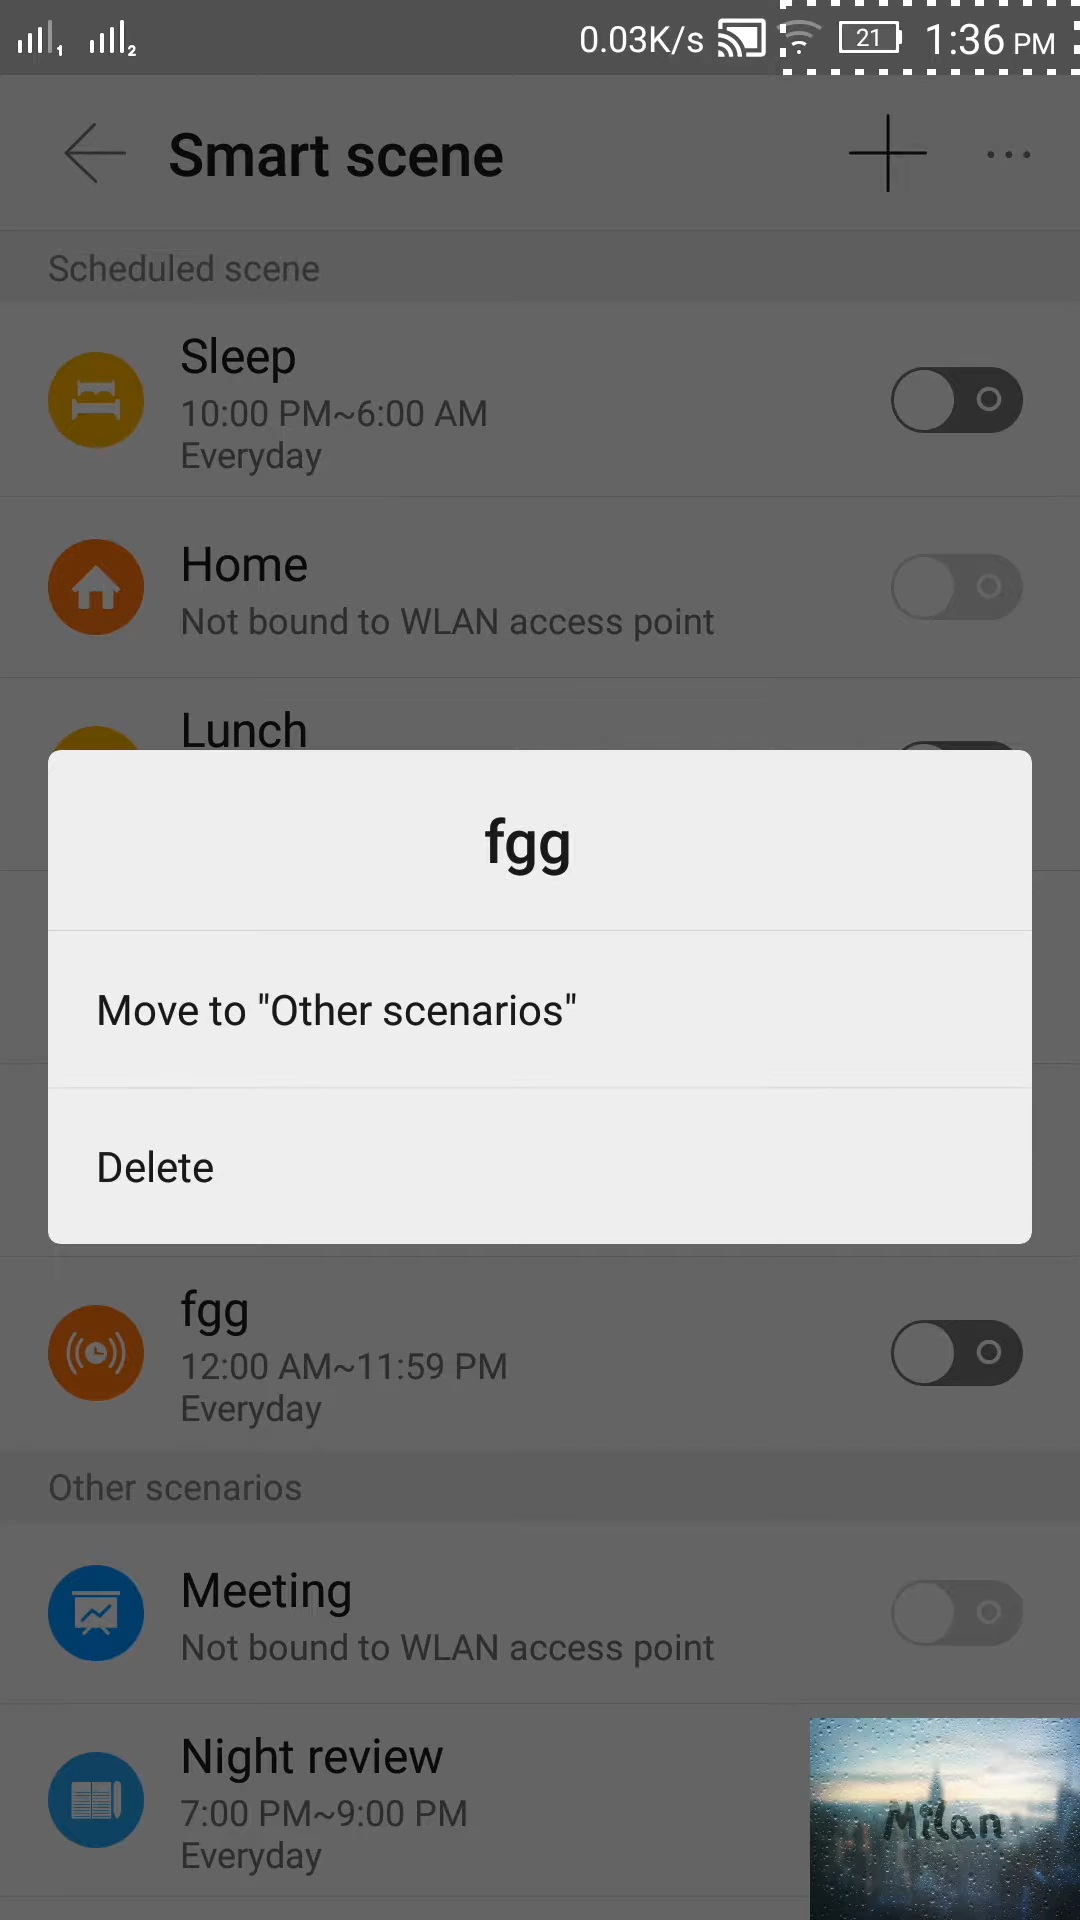 1 2 0.03K/s 21 1:36 PM
Smart scene
Scheduled scene
Sleep
10:00 PM~6:00 AM
Everyday
Home
Not bound to WLAN access point
Lunch
fgg
Move to "Other scenarios"
Delete
fgg
12:00 AM~11:59 PM
Everyday
Other scenarios
Meeting
Not bound to WLAN access point
Night review
7:00 PM~9:00 PM
Everyday
Milan